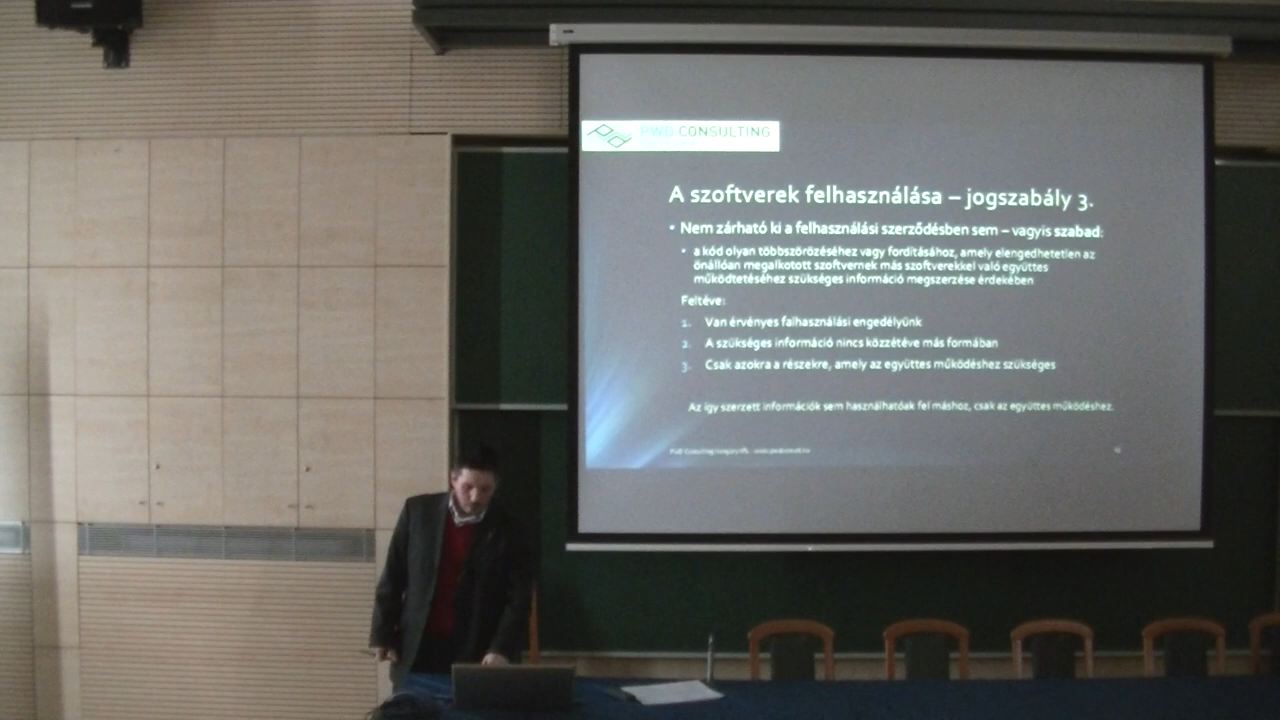 PWD CONSULTING
A szoftverek felhasználása – jogszabály 3.
• Nem zárható ki a felhasználási szerződésben sem – vagyis szabad:
• a kód olyan többszörözéséhez vagy fordításához, amely elengedhetetlen az
önállóan megalkotott szoftvernek más szoftverekkel való együttes
működtetéséhez szükséges információ megszerzése érdekében
Feltéve:
1. Van érvényes falhasználási engedélyünk
2. A szükséges információ nincs közzétéve más formában
3. Csak azokra a részekre, amely az együttes működéshez szükséges
Az így szerzett információk sem használhatóak fel máshoz, csak az együttes működéshez.